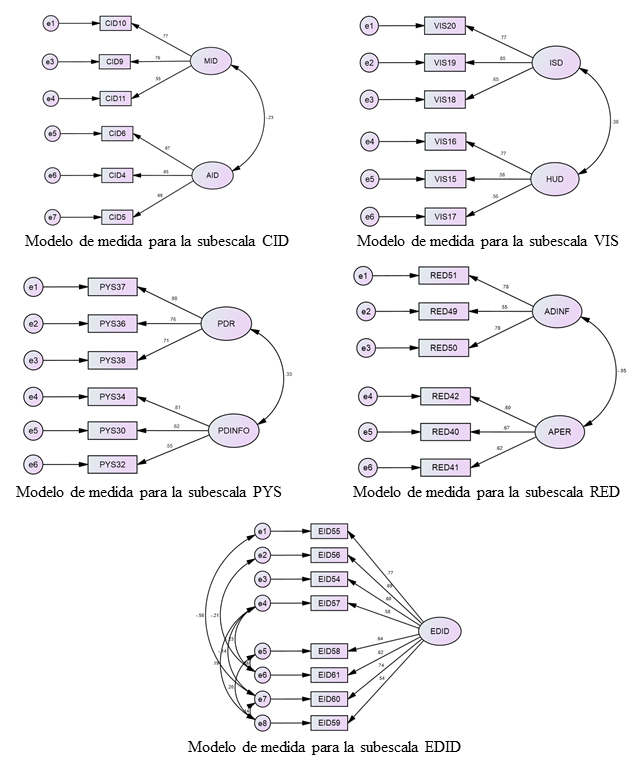 e1 CID10
.77
e3 CID9
.76
MID
e4 CID11
.55
-.23
e5 CID6
.87
e6 CID4
.85
AID
e7 CID5
.69
Modelo de medida para la subescala CID
e1 VIS20
.77
e2 VIS19
.85
ISD
e3 VIS18
.65
e4 VIS16
.77
e5 VIS15
HUD
e6 VIS17
Modelo de medida para la subescala VIS
e1 PYS37
.86
e2 PYS36
.76
PDR
e3 PYS38
.71
.33
e4 PYS34
.81
e5 PYS30
.62
PDINFO
e6 PYS32
.55
Modelo de medida para la subescala PYS
e1 RED51
.78
e2 RED49
.55
ADINF
e3 RED50
.78
-.05
e4 RED42
.60
e5 RED40
.67
APER
e6 RED41
.62
Modelo de medida para la subescala RED
e1 EID55
.77
e2 EID56
e3 EID54
e4 EID57
-.58
-.21
EDID
e5 EID58
.64
e6 EID61
.62
e7 EID60
.74
e8 EID59
.54
Modelo de medida para la subescala EDID